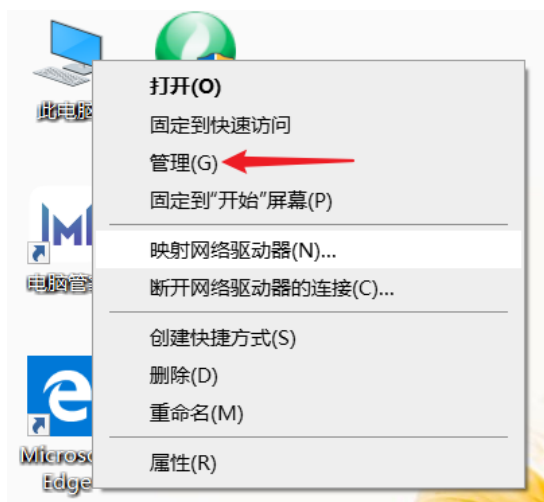 此电脑
打开(O)
固定到快速访问
管理(G)
固定到“开始”屏幕(P)
映射网络驱动器(N)...
断开网络驱动器的连接(C)...
创建快捷方式(S)
删除(D)
重命名(M)
属性(R)
电脑管
Microso
Edge